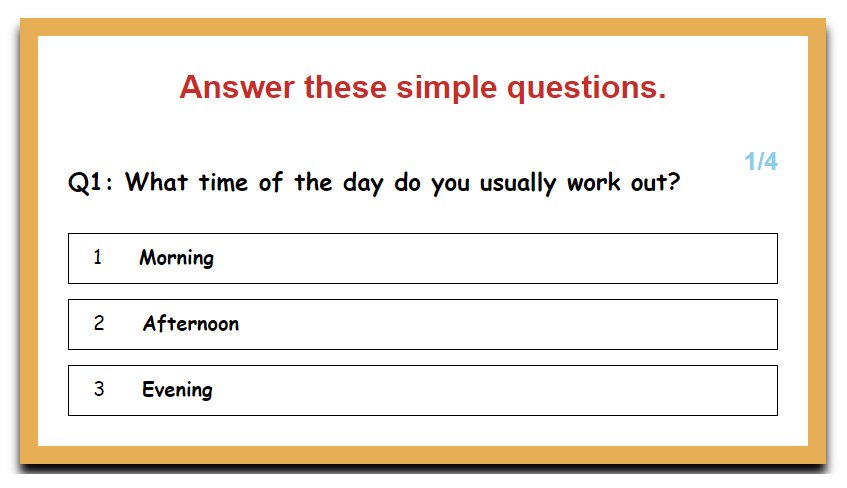 Answer these simple questions.
1/4
Q1: What time of the day do you usually work out?
1 Morning
2 Afternoon
3 Evening